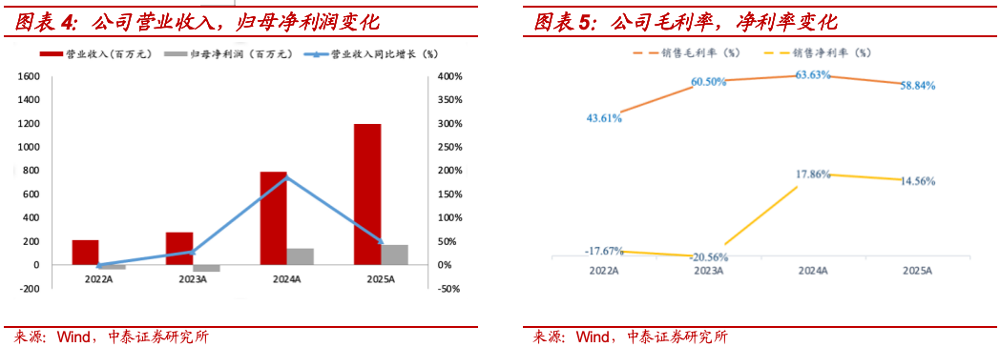 图表 4：公司营业收入，归母净利润变化
营业收入(百万元) 归母净利润（百万元） 营业收入同比增长（%）
1600 400%
1400 350%
1200 300%
1000 250%
800 200%
600 150%
400 100%
200 50%
0 0%
-200 -50%
2022A 2023A 2024A 2025A
来源：Wind，中泰证券研究所
图表 5：公司毛利率，净利率变化
销售毛利率（%） 销售净利率（%）
43.61% 60.50% 63.63% 58.84%
-17.67% -20.56% 17.86% 14.56%
2022A 2023A 2024A 2025A
来源：Wind，中泰证券研究所